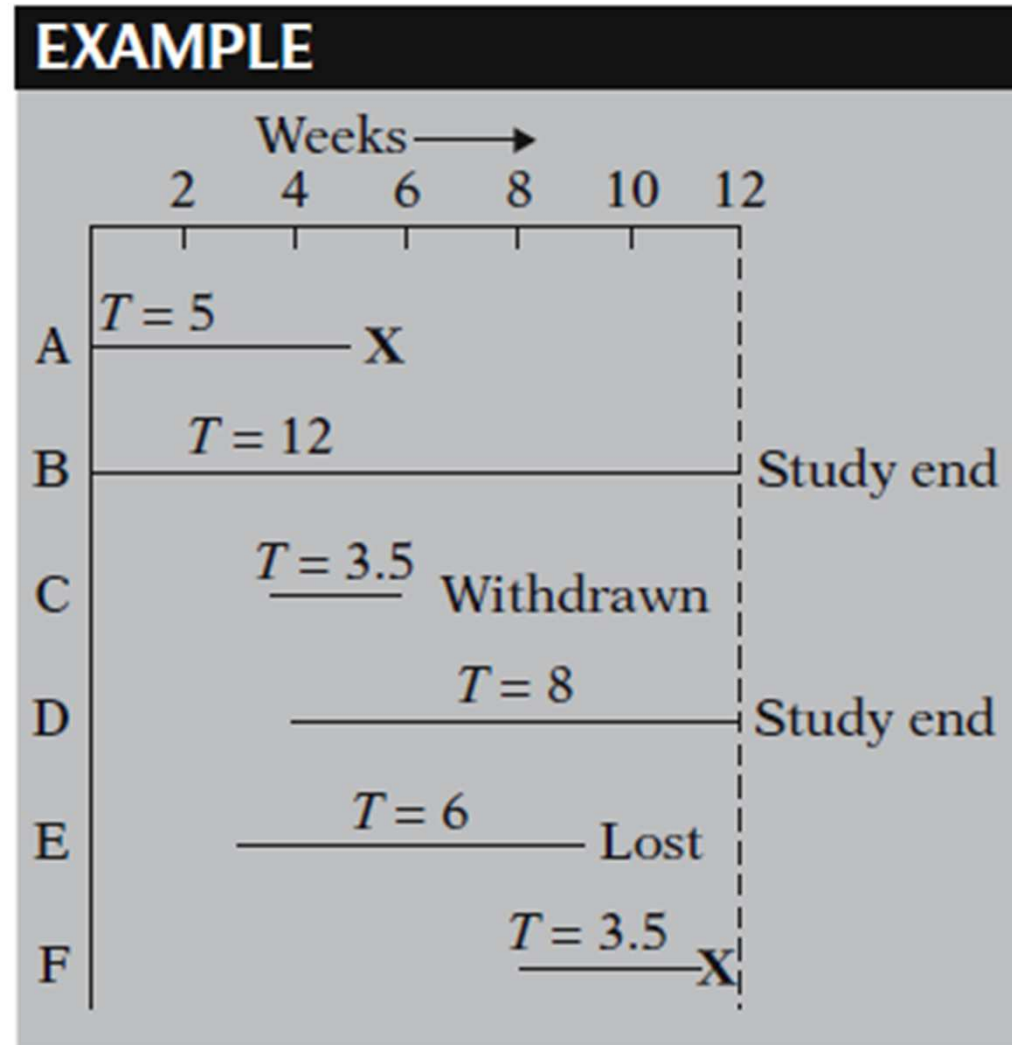 EXAMPLE
Weeks
2 4 6 8 10 12
T = 5
A X
T = 12
B Study end
T = 3.5
C Withdrawn
T = 8
D Study end
T = 6
E Lost
T = 3.5
F X